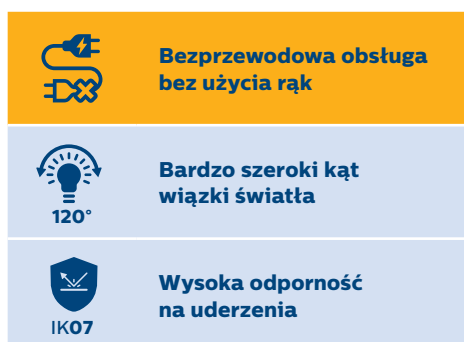 Bezprzewodowa obsługa
bez użycia rąk
120°
Bardzo szeroki kąt
wiązki światła
IK07
Wysoka odporność
na uderzenia